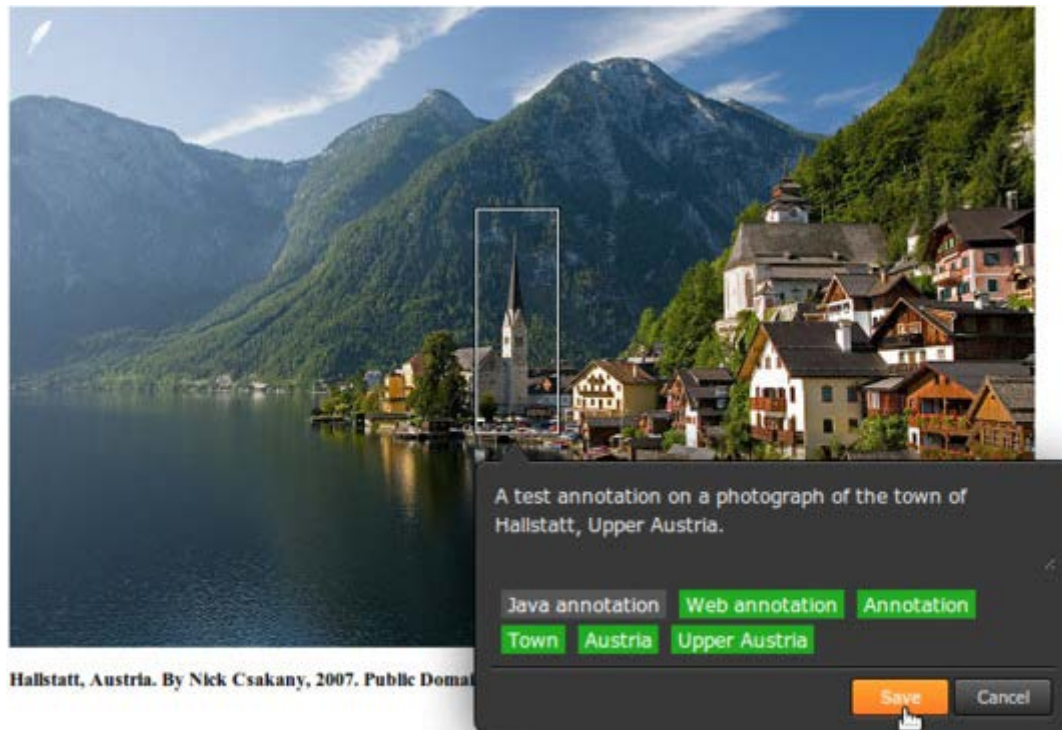 A test annotation on a photograph of the town of
Hallstatt, Upper Austria.
Java annotation Web annotation Annotation
Town Austria Upper Austria
Save Cancel
Hallstatt, Austria. By Nick Csakany, 2007. Public Domai